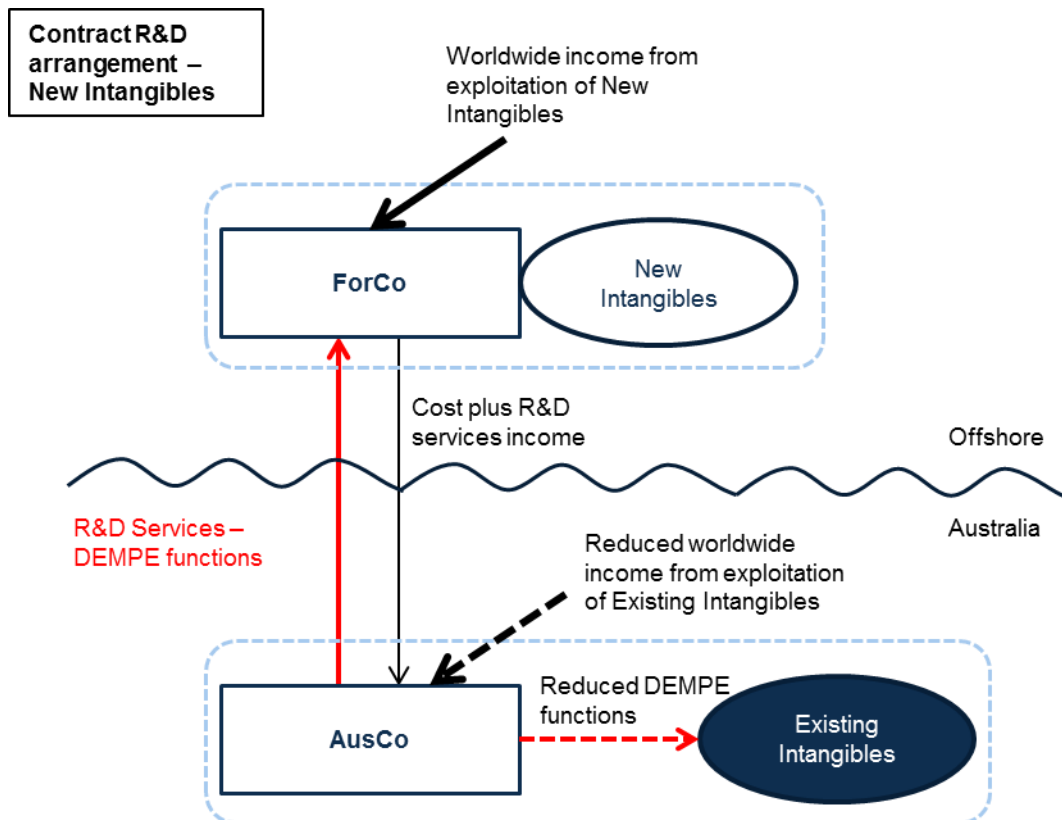 Contract R&D
arrangement –
New Intangibles
Worldwide income from
exploitation of New
Intangibles
ForCo
New
Intangibles
Cost plus R&D
services income
Offshore
R&D Services –
DEMPE functions
Australia
Reduced worldwide
income from exploitation
of Existing Intangibles
Reduced DEMPE
functions
AusCo
Existing
Intangibles